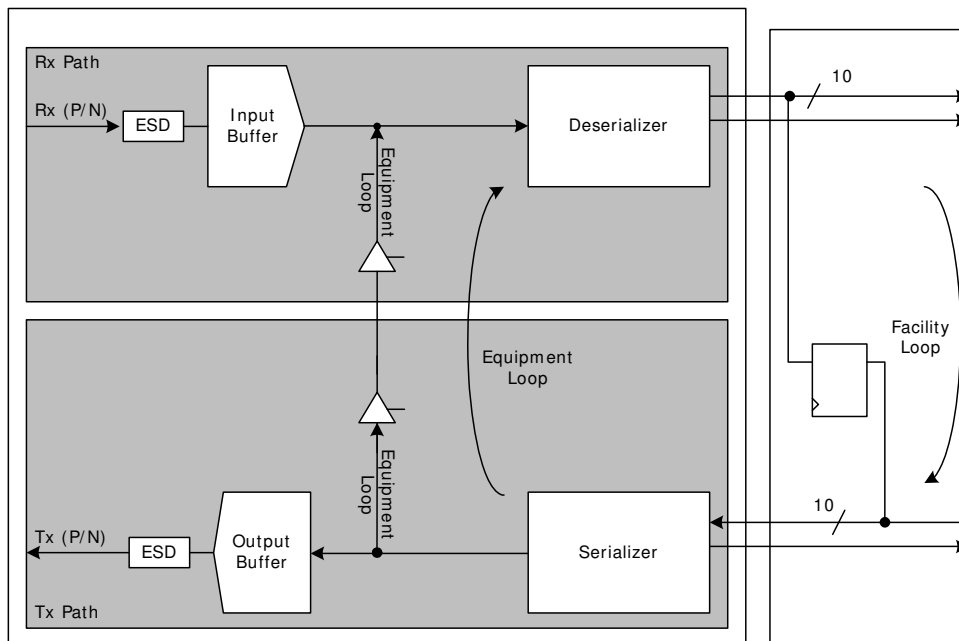 Rx Path
10
Rx (P/N)
ESD
Input
Buffer
Deserializer
Equipment
Loop
Equipment
Loop
Facility
Loop
Equipment
Loop
10
Tx (P/N)
ESD
Output
Buffer
Serializer
Tx Path